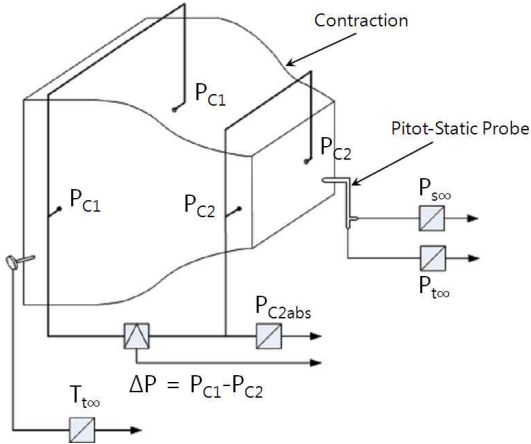 Contraction
P_C1
Pitot-Static Probe
P_C2
P_C1
P_C2
P_s∞
P_t∞
P_C2abs
ΔP = P_C1-P_C2
T_t∞